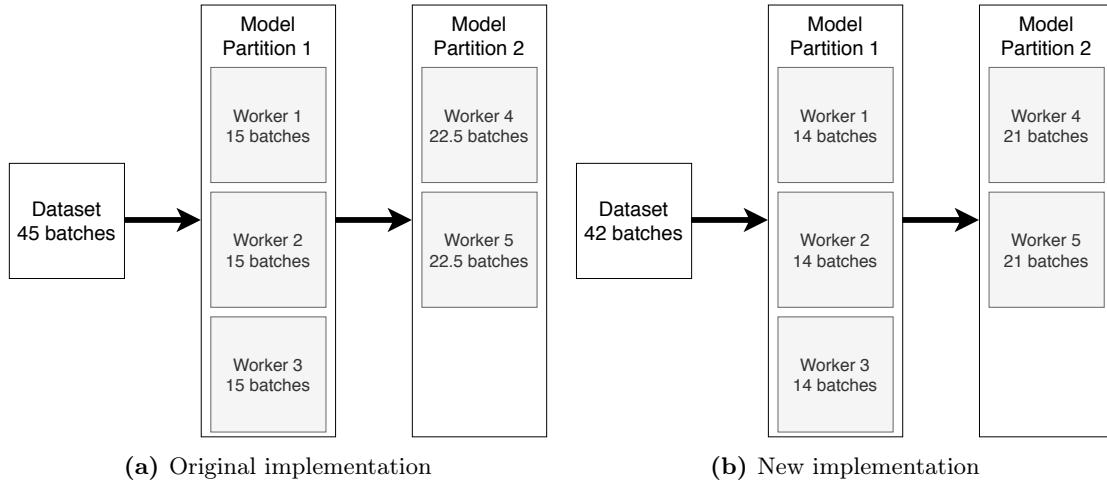 Model
Partition 1
Model
Partition 2
Worker 1
15 batches
Worker 4
22.5 batches
Dataset
45 batches
Worker 2
15 batches
Worker 5
22.5 batches
Worker 3
15 batches
(a) Original implementation
Model
Partition 1
Model
Partition 2
Worker 1
14 batches
Worker 4
21 batches
Dataset
42 batches
Worker 2
14 batches
Worker 5
21 batches
Worker 3
14 batches
(b) New implementation